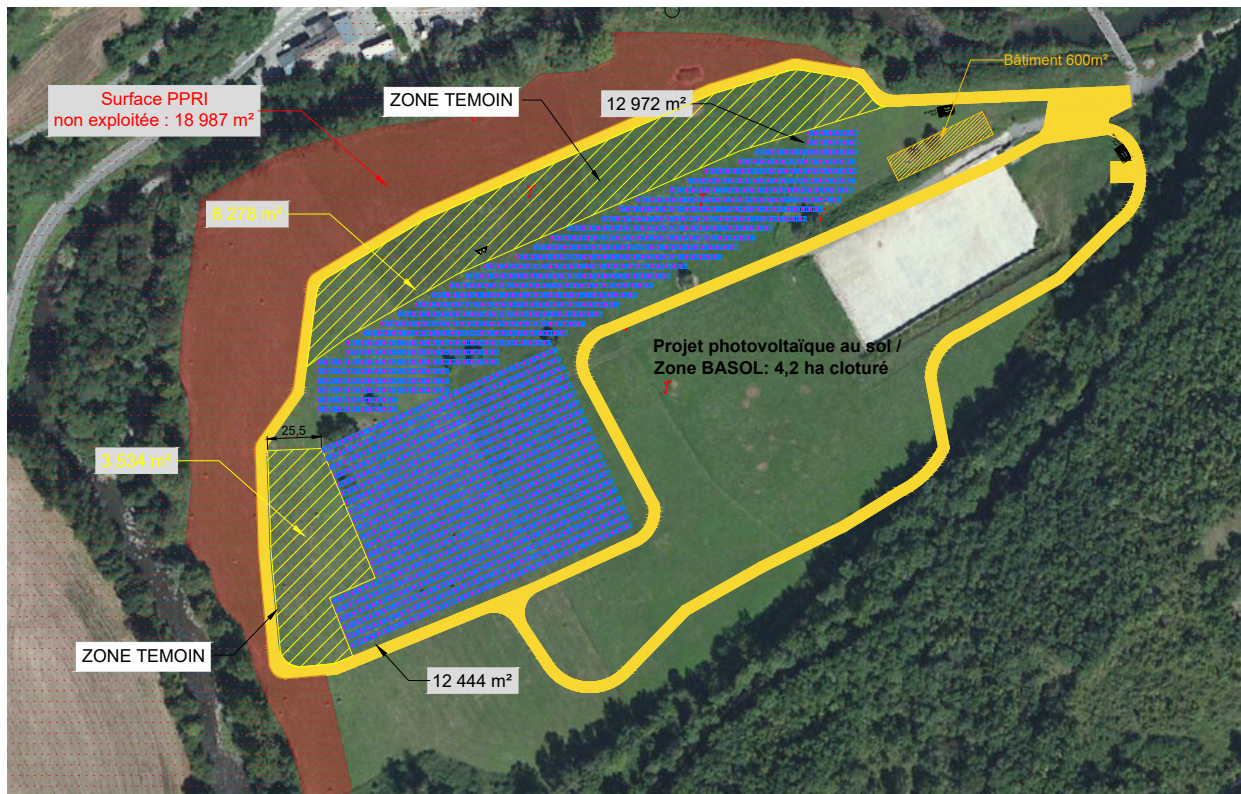 Bâtiment 600m²
Surface PPRI
non exploitée : 18 987 m²
ZONE TEMOIN
12 972 m²
8 278 m²
Projet photovoltaïque au sol /
Zone BASOL: 4,2 ha cloturé
25,5
3 534 m²
ZONE TEMOIN
12 444 m²